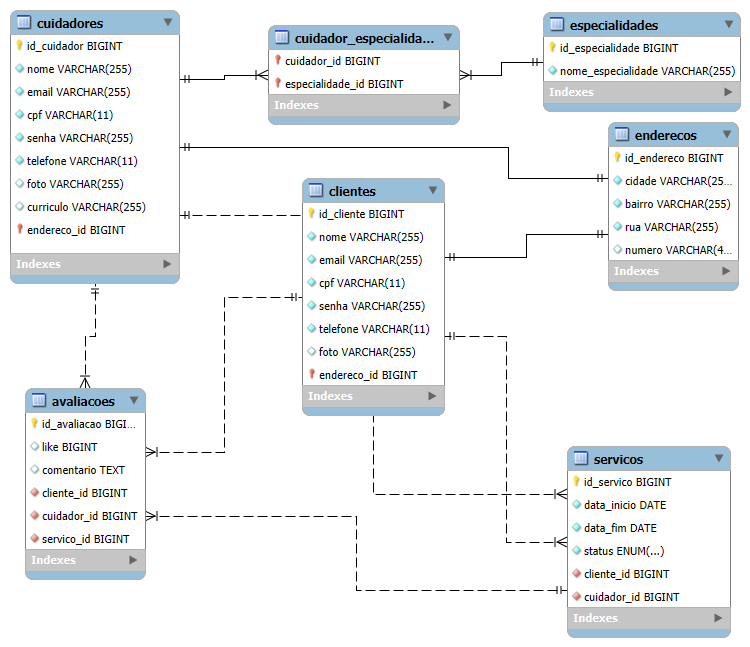 cuidadores
id_cuidador BIGINT
nome VARCHAR(255)
email VARCHAR(255)
cpf VARCHAR(11)
senha VARCHAR(255)
telefone VARCHAR(11)
foto VARCHAR(255)
curriculo VARCHAR(255)
endereco_id BIGINT
Indexes
cuidador_especialida...
cuidador_id BIGINT
especialidade_id BIGINT
Indexes
especialidades
id_especialidade BIGINT
nome_especialidade VARCHAR(255)
Indexes
enderecos
id_endereco BIGINT
cidade VARCHAR(25...
bairro VARCHAR(255)
rua VARCHAR(255)
numero VARCHAR(4...
Indexes
clientes
id_cliente BIGINT
nome VARCHAR(255)
email VARCHAR(255)
cpf VARCHAR(11)
senha VARCHAR(255)
telefone VARCHAR(11)
foto VARCHAR(255)
endereco_id BIGINT
Indexes
avaliacoes
id_avaliacao BIGI...
like BIGINT
comentario TEXT
cliente_id BIGINT
cuidador_id BIGINT
servico_id BIGINT
Indexes
servicos
id_servico BIGINT
data_inicio DATE
data_fim DATE
status ENUM(...)
cliente_id BIGINT
cuidador_id BIGINT
Indexes